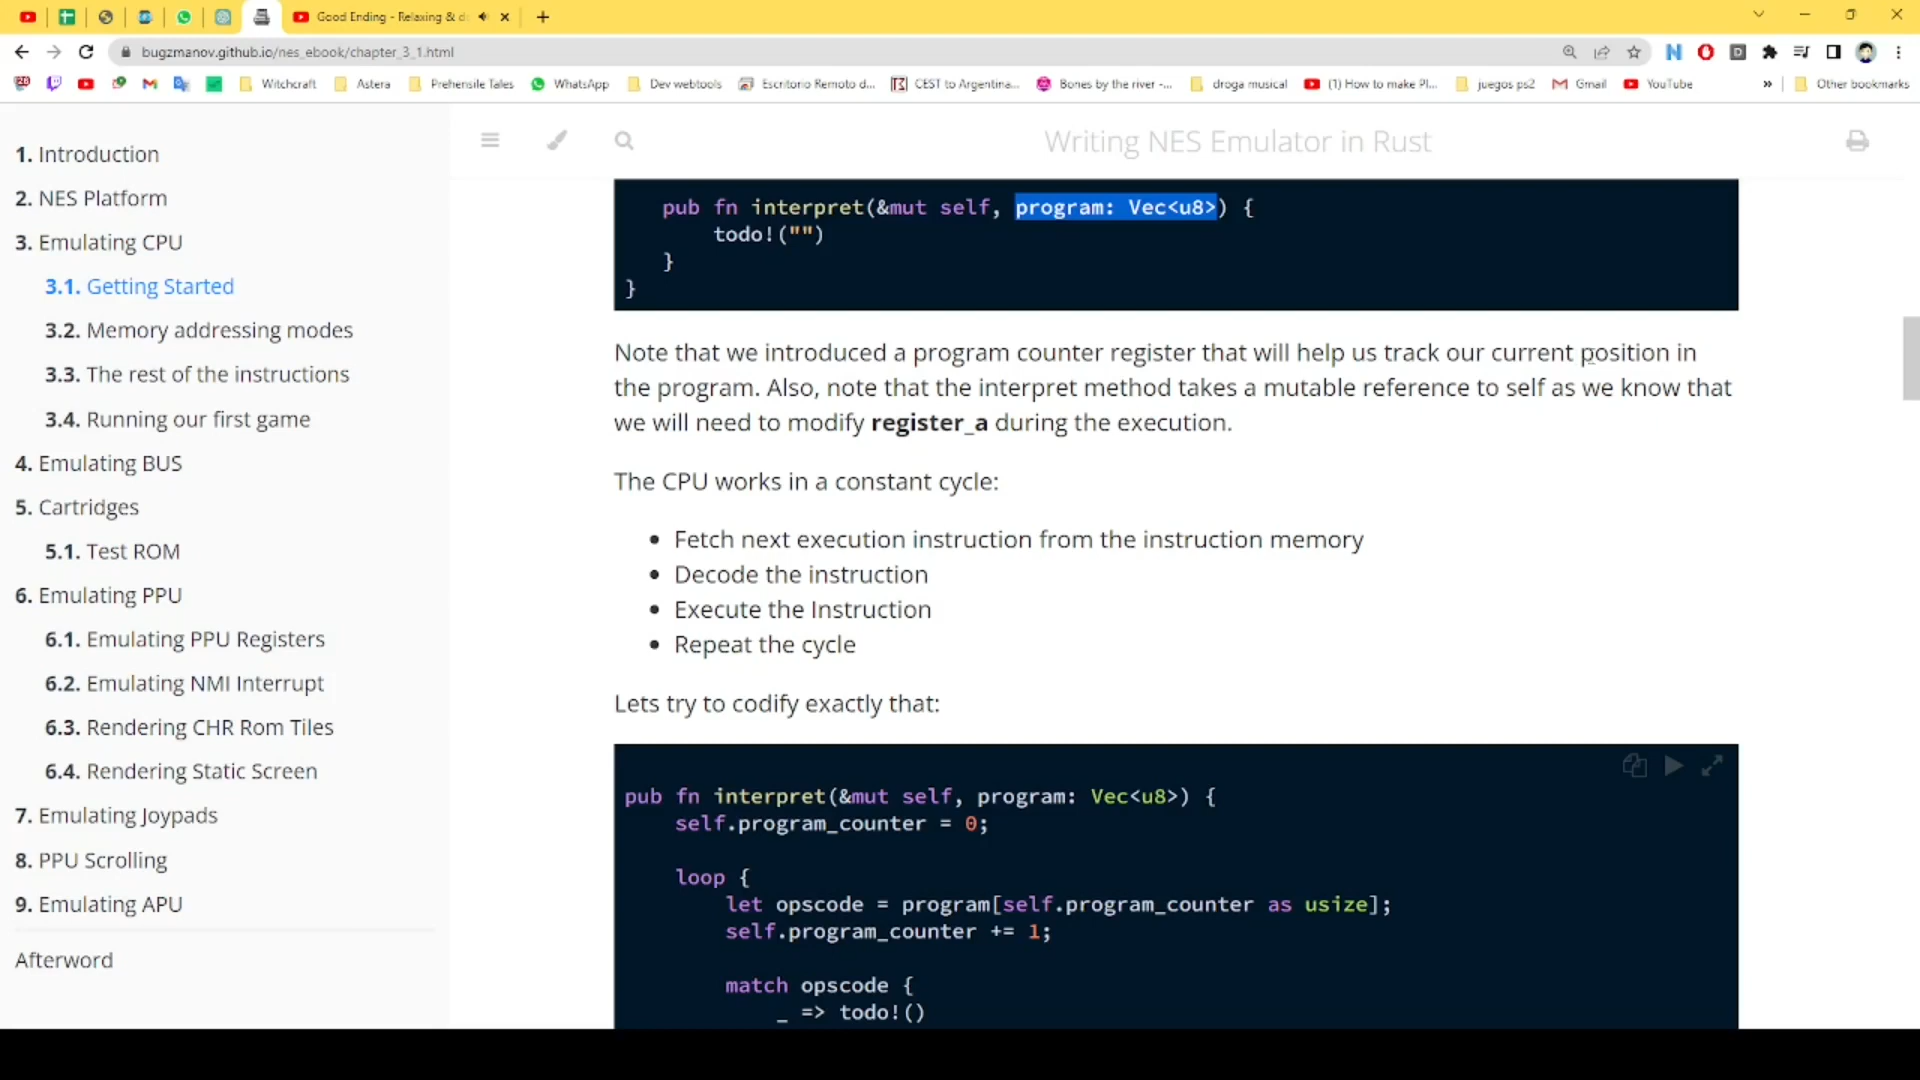 Good Ending - Relaxing & d
bugzmanov.github.io/nes_ebook/chapter_3_1.html
Witchcraft
Astera
Prehensile Tales
WhatsApp
Dev webtools
Escritorio Remoto d...
CEST to Argentina...
Bones by the river -...
droga musical
(1) How to make Pl...
juegos ps2
Gmail
YouTube
»
Other bookmarks
1. Introduction
2. NES Platform
3. Emulating CPU
3.1. Getting Started
3.2. Memory addressing modes
3.3. The rest of the instructions
3.4. Running our first game
4. Emulating BUS
5. Cartridges
5.1. Test ROM
6. Emulating PPU
6.1. Emulating PPU Registers
6.2. Emulating NMI Interrupt
6.3. Rendering CHR Rom Tiles
6.4. Rendering Static Screen
7. Emulating Joypads
8. PPU Scrolling
9. Emulating APU
Afterword
Writing NES Emulator in Rust
pub fn interpret(&mut self, program: Vec<u8>) {
todo!("")
}
}
Note that we introduced a program counter register that will help us track our current position in
the program. Also, note that the interpret method takes a mutable reference to self as we know that
we will need to modify register_a during the execution.
The CPU works in a constant cycle:
• Fetch next execution instruction from the instruction memory
• Decode the instruction
• Execute the Instruction
• Repeat the cycle
Lets try to codify exactly that:
pub fn interpret(&mut self, program: Vec<u8>) {
self.program_counter = 0;
loop {
let opscode = program[self.program_counter as usize];
self.program_counter += 1;
match opscode {
_ => todo!()